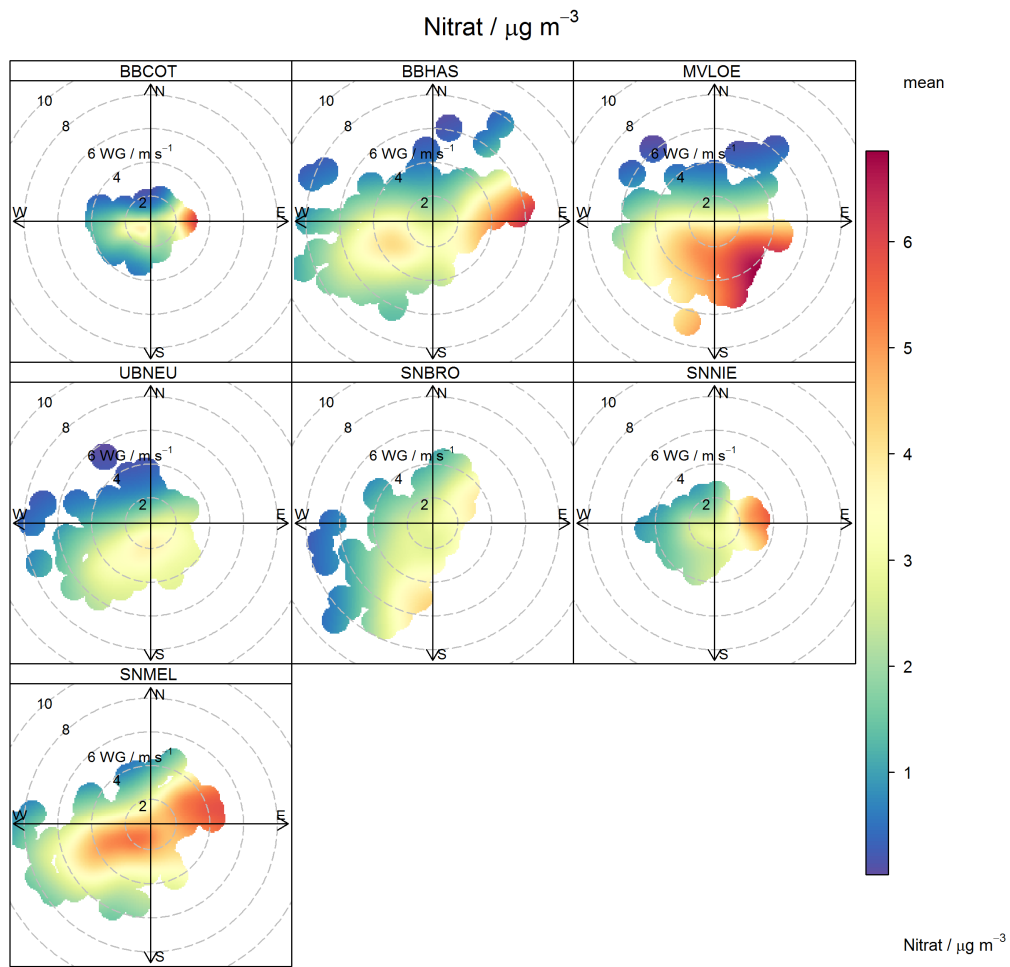 Nitrat / μg m⁻³
BBCOT
BBHAS
MVLOE
mean
10
8
6 WG / m s⁻¹
4
2
N
W
E
S
10
8
6 WG / m s⁻¹
4
2
N
W
E
S
10
8
6 WG / m s⁻¹
4
2
N
W
E
S
UBNEU
SNBRO
SNNIE
10
8
6 WG / m s⁻¹
4
2
N
W
E
S
10
8
6 WG / m s⁻¹
4
2
N
W
E
S
10
8
6 WG / m s⁻¹
4
2
N
W
E
S
SNMEL
10
8
6 WG / m s⁻¹
4
2
N
W
E
S
6
5
4
3
2
1
Nitrat / μg m⁻³